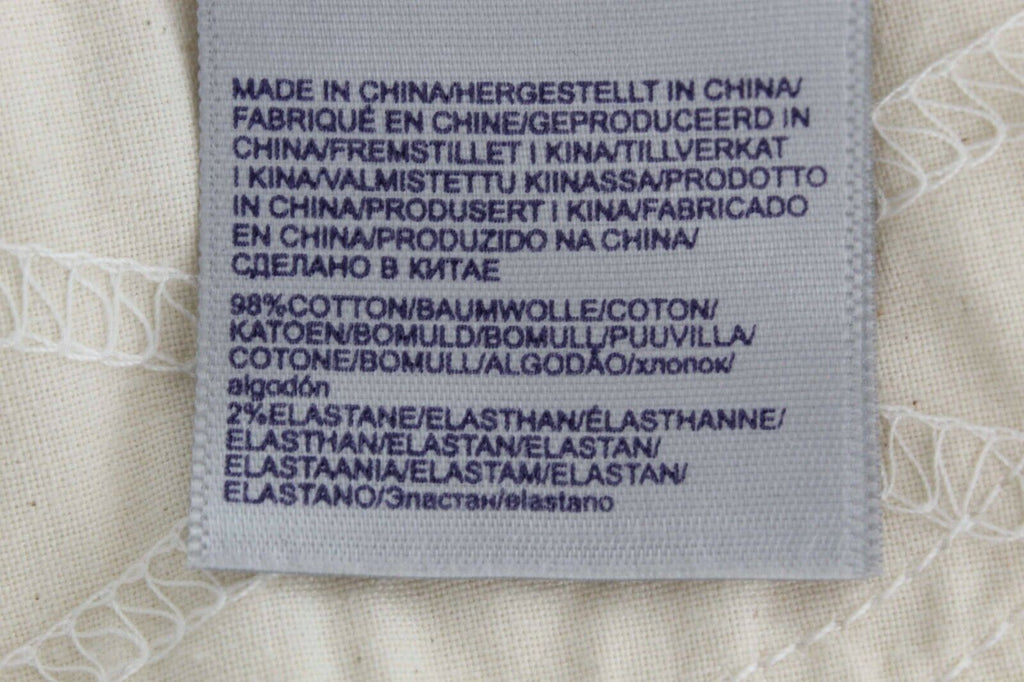 MADE IN CHINA/HERGESTELLT IN CHINA/
FABRIQUÉ EN CHINE/GEPRODUCEERD IN
CHINA/FREMSTILLET I KINA/TILLVERKAT
I KINA/VALMISTETTU KIINASSA/PRODOTTO
IN CHINA/PRODUSERT I KINA/FABRICADO
EN CHINA/PRODUZIDO NA CHINA/
СДЕЛАНО В КИТАЕ
98%COTTON/BAUMWOLLE/COTON/
KATOEN/BOMULD/BOMULL/PUUVILLA/
COTONE/BOMULL/ALGODÃO/хлопок/
algodón
2%ELASTANE/ELASTHAN/ÉLASTHANNE/
ELASTHAN/ELASTAN/ELASTAN/
ELASTAANIA/ELASTAM/ELASTAN/
ELASTANO/Эластан/elastano